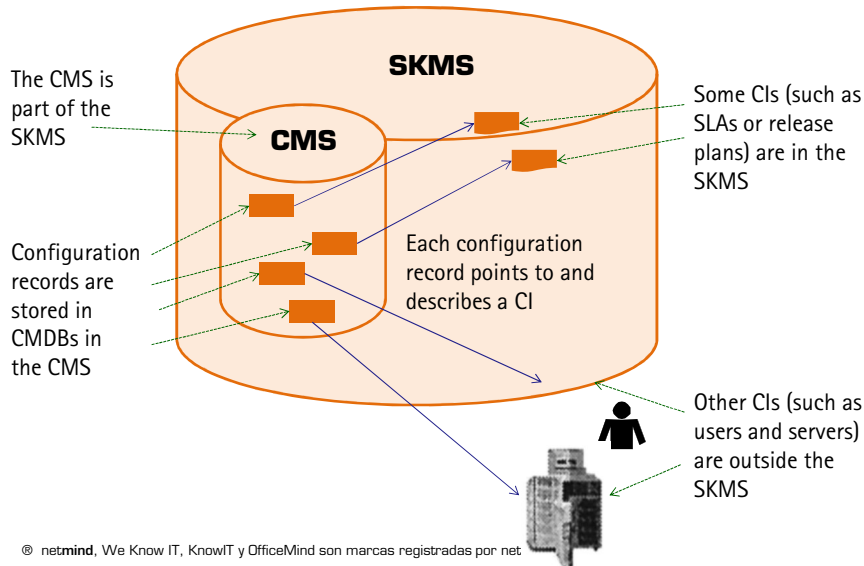 SKMS
The CMS is
part of the
SKMS
CMS
Some CIs (such as
SLAs or release
plans) are in the
SKMS
Configuration
records are
stored in
CMDBs in
the CMS
Each configuration
record points to and
describes a CI
Other CIs (such as
users and servers)
are outside the
SKMS
® netmind, We Know IT, KnowIT y OfficeMind son marcas registradas por net